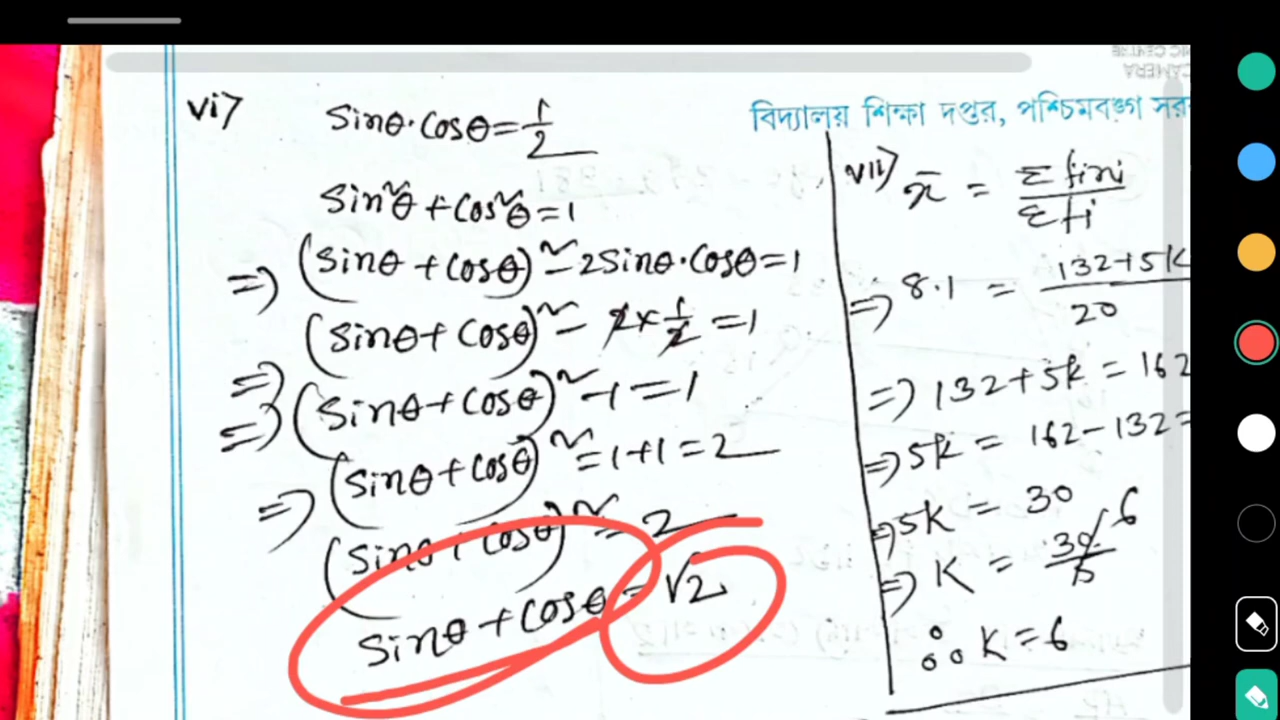 vi) Sinθ·Cosθ=1/2
Sin²θ+Cos²θ=1
=> (Sinθ+Cosθ)²-2Sinθ·Cosθ=1
=> (Sinθ+Cosθ)²-2×1/2=1
=> (Sinθ+Cosθ)²-1=1
=> (Sinθ+Cosθ)²=1+1=2
(Sinθ+Cosθ)²=2
Sinθ+Cosθ=√2
বিদ্যালয় শিক্ষা দপ্তর, পশ্চিমবঙ্গ
vii) x̄ = Σfixi/Σfi
=> 8.1 = 132+5K/20
=> 132+5K=162
=> 5K = 162-132=
=> 5K = 30
=> K = 30/5 6
∴ K=6